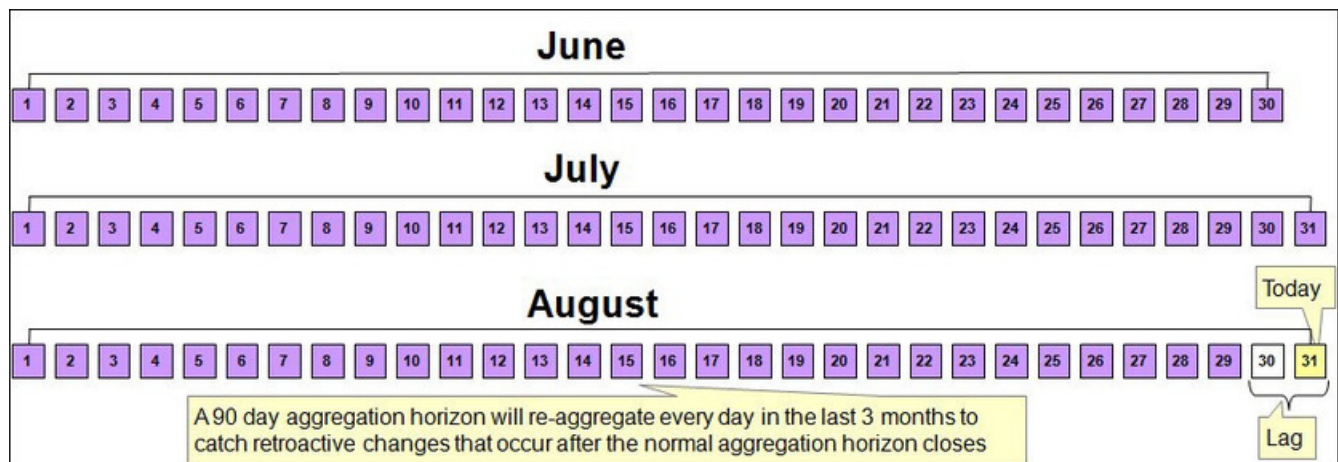 June
1 2 3 4 5 6 7 8 9 10 11 12 13 14 15 16 17 18 19 20 21 22 23 24 25 26 27 28 29 30
July
1 2 3 4 5 6 7 8 9 10 11 12 13 14 15 16 17 18 19 20 21 22 23 24 25 26 27 28 29 30 31
August
Today
1 2 3 4 5 6 7 8 9 10 11 12 13 14 15 16 17 18 19 20 21 22 23 24 25 26 27 28 29 30 31
A 90 day aggregation horizon will re-aggregate every day in the last 3 months to
catch retroactive changes that occur after the normal aggregation horizon closes
Lag